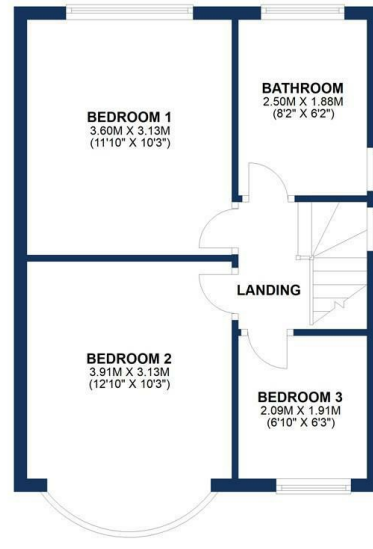 BEDROOM 1
3.60M X 3.13M
(11'10" X 10'3")
BATHROOM
2.50M X 1.88M
(8'2" X 6'2")
LANDING
BEDROOM 2
3.91M X 3.13M
(12'10" X 10'3")
BEDROOM 3
2.09M X 1.91M
(6'10" X 6'3")